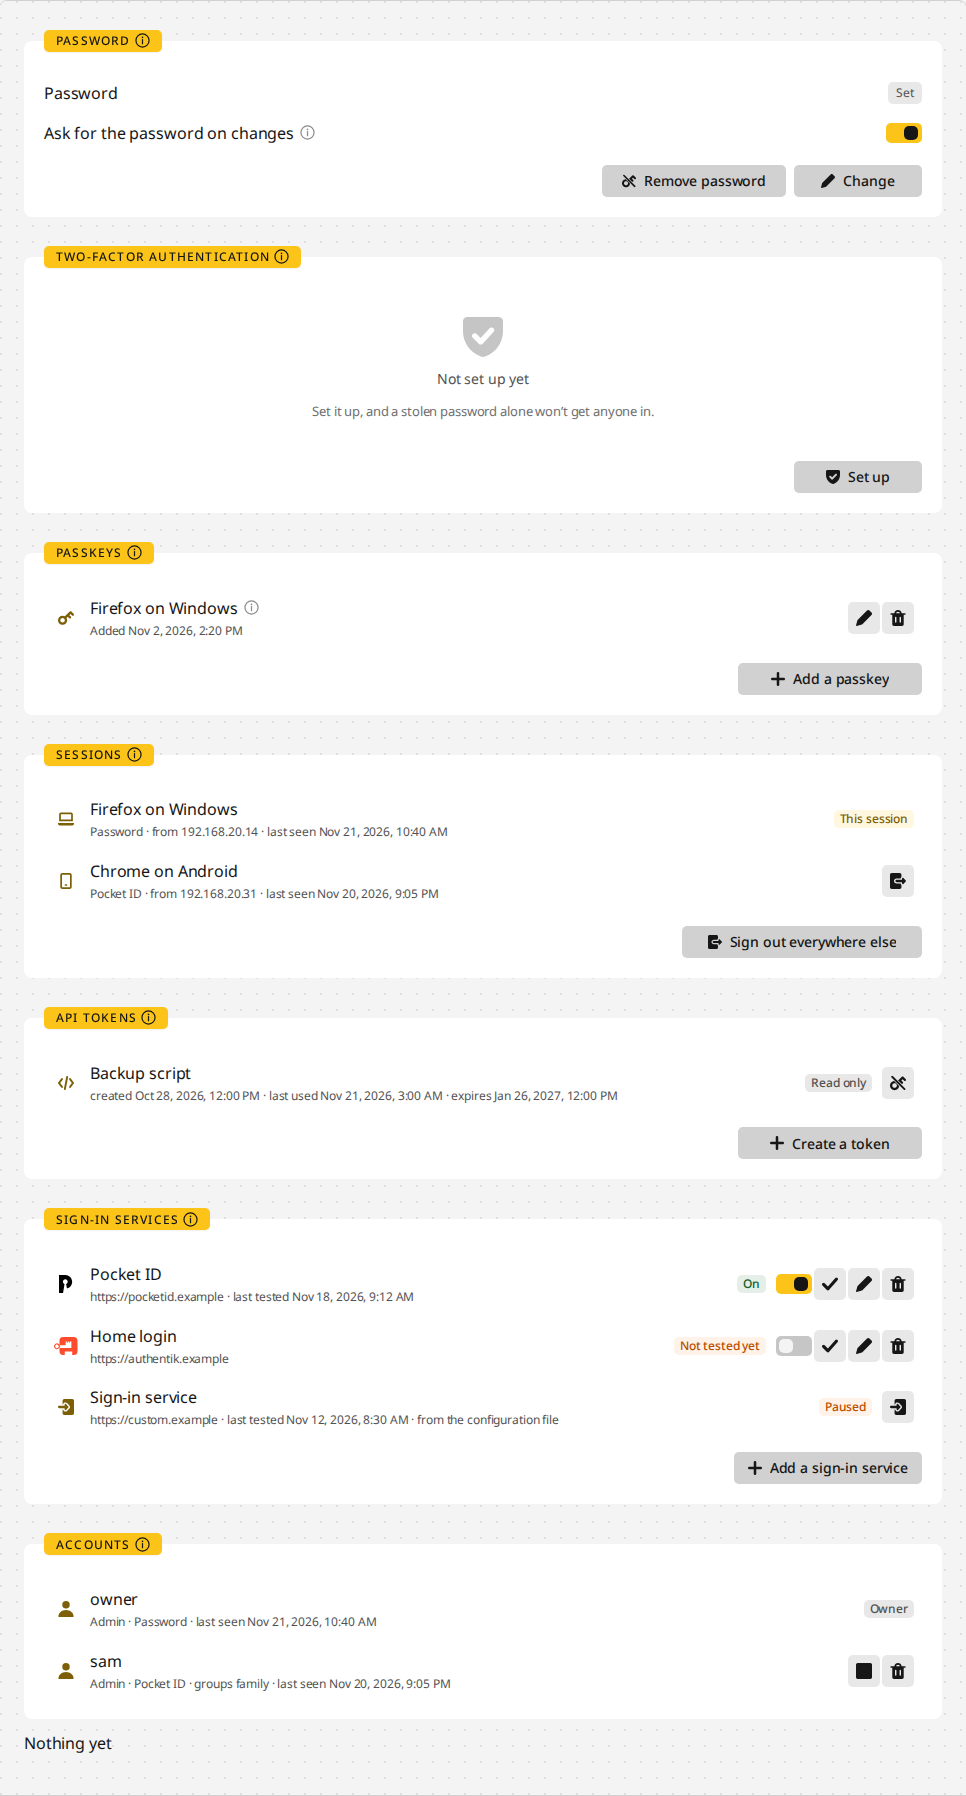 PASSWORD
Password
Set
Ask for the password on changes
Remove password
Change
TWO-FACTOR AUTHENTICATION
Not set up yet
Set it up, and a stolen password alone won't get anyone in.
Set up
PASSKEYS
Firefox on Windows
Added Nov 2, 2026, 2:20 PM
Add a passkey
SESSIONS
Firefox on Windows
Password · from 192.168.20.14 · last seen Nov 21, 2026, 10:40 AM
This session
Chrome on Android
Pocket ID · from 192.168.20.31 · last seen Nov 20, 2026, 9:05 PM
Sign out everywhere else
API TOKENS
Backup script
created Oct 28, 2026, 12:00 PM · last used Nov 21, 2026, 3:00 AM · expires Jan 26, 2027, 12:00 PM
Read only
Create a token
SIGN-IN SERVICES
Pocket ID
https://pocketid.example · last tested Nov 18, 2026, 9:12 AM
On
Home login
https://authentik.example
Not tested yet
Sign-in service
https://custom.example · last tested Nov 12, 2026, 8:30 AM · from the configuration file
Paused
Add a sign-in service
ACCOUNTS
owner
Admin · Password · last seen Nov 21, 2026, 10:40 AM
Owner
sam
Admin · Pocket ID · groups family · last seen Nov 20, 2026, 9:05 PM
Nothing yet